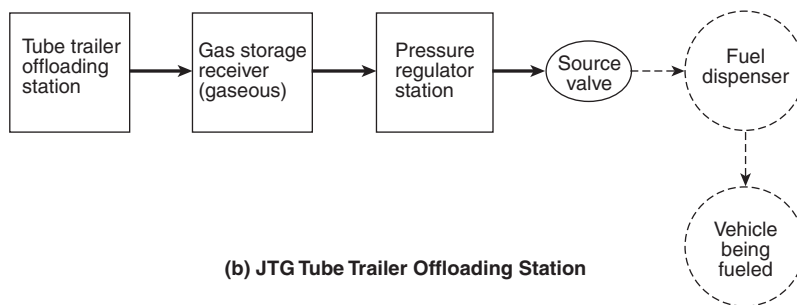 Tube trailer
offloading
station
Gas storage
receiver
(gaseous)
Pressure
regulator
station
Source
valve
Fuel
dispenser
Vehicle
being
fueled
(b) JTG Tube Trailer Offloading Station